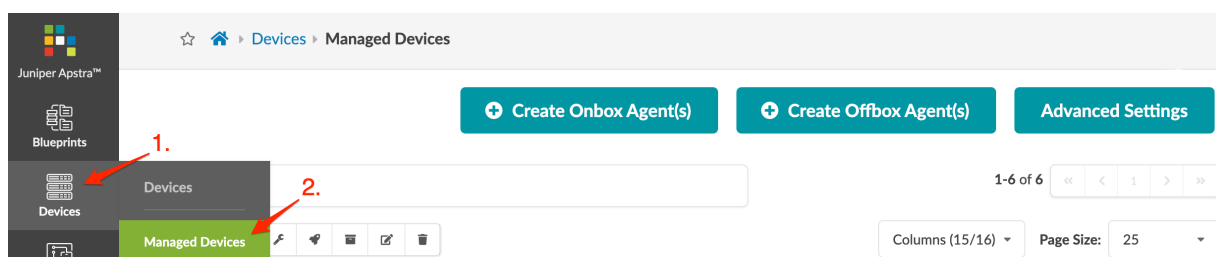 Juniper Apstra™
Devices › Managed Devices
Create Onbox Agent(s)
Create Offbox Agent(s)
Advanced Settings
Blueprints
1.
Devices
Devices
2.
1-6 of 6
« < 1 > »
Managed Devices
Columns (15/16)
Page Size:
25